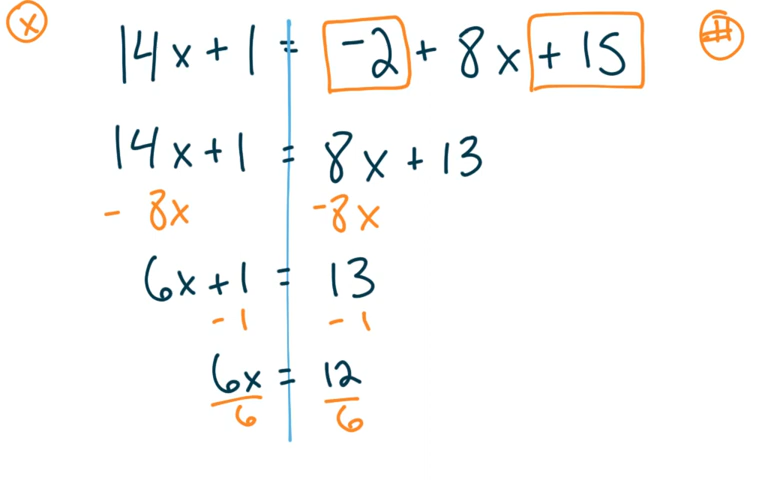 x 14x + 1 = -2 + 8x + 15 #
14x + 1 = 8x + 13
- 8x -8x
6x + 1 = 13
- 1 - 1
6x = 12
6 6